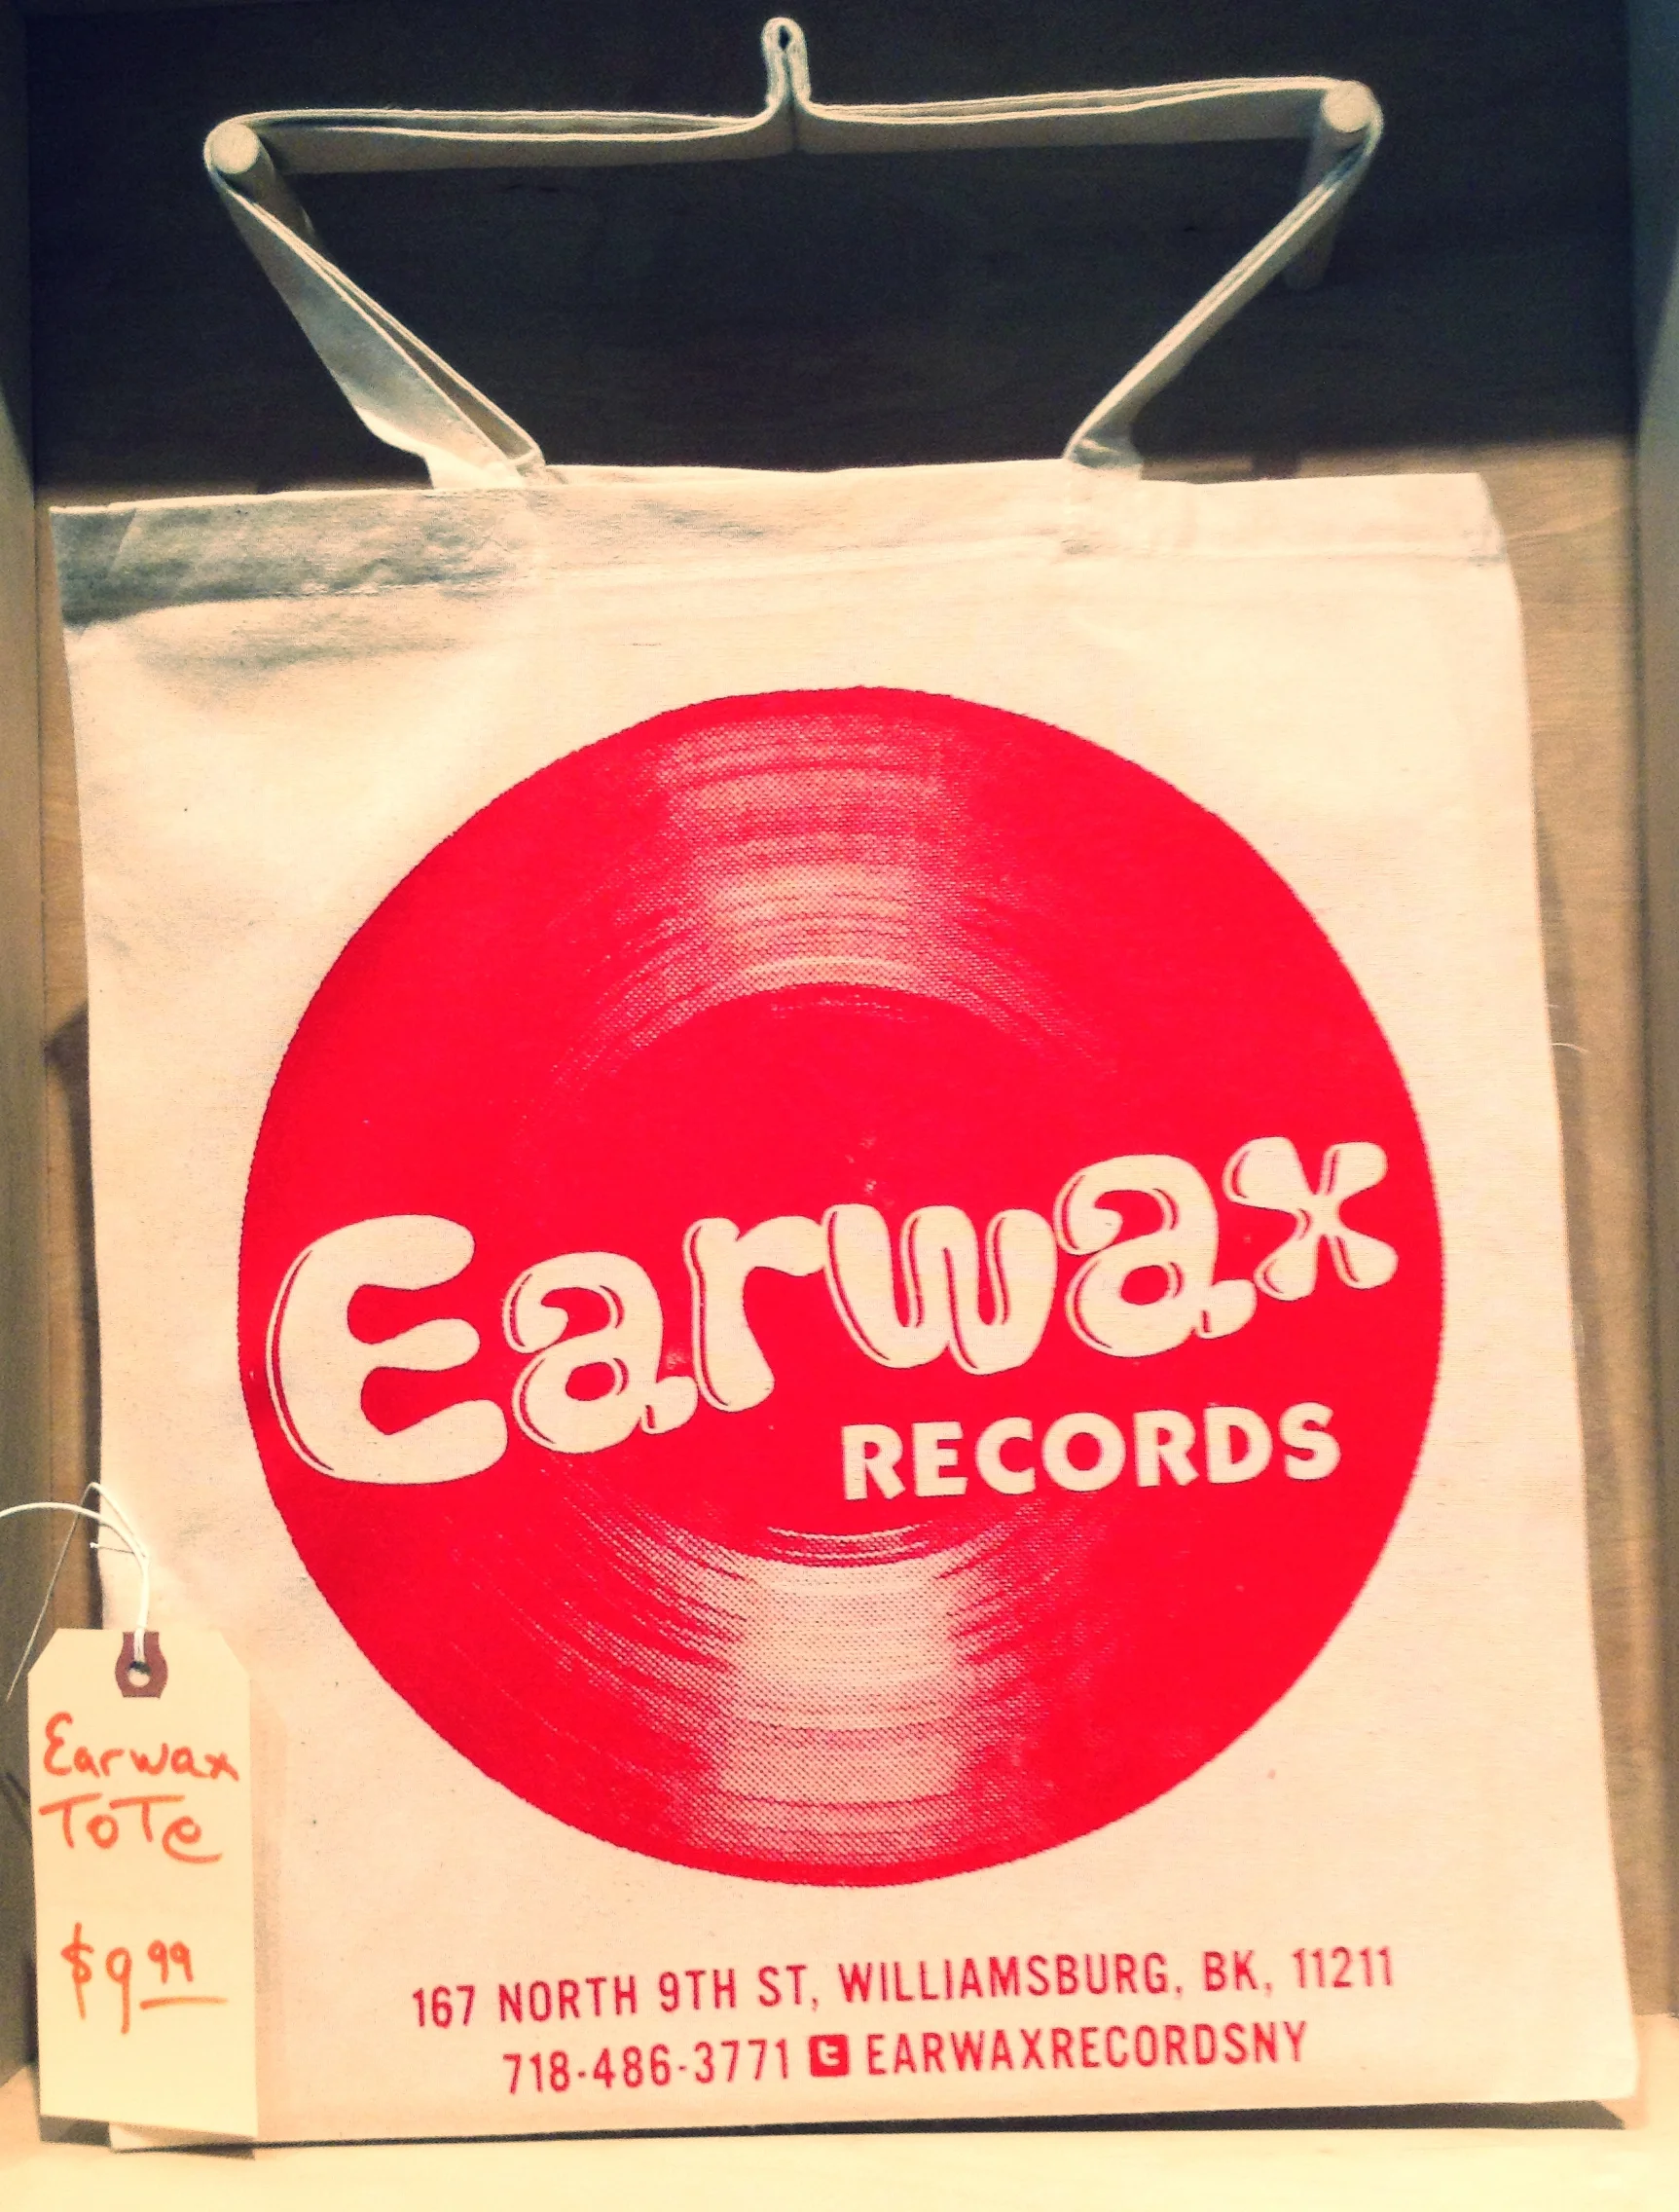 Earwax
RECORDS
Earwax
ToTe
$9.99
167 NORTH 9TH ST, WILLIAMSBURG, BK, 11211
718-486-3771 t EARWAXRECORDSNY